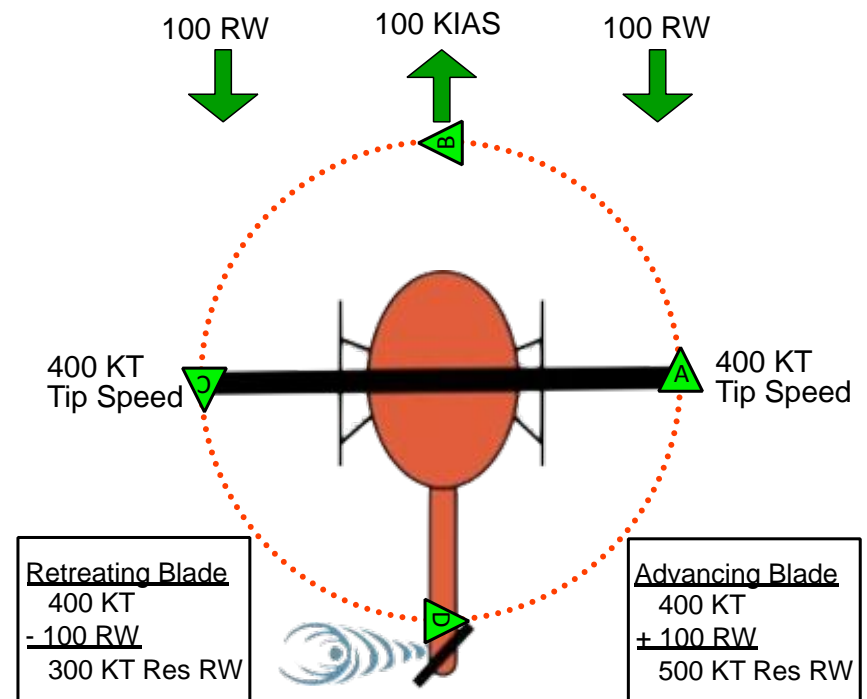 100 RW
100 KIAS
100 RW
B
400 KT
Tip Speed
C
A
400 KT
Tip Speed
D
Retreating Blade
400 KT
- 100 RW
300 KT Res RW
Advancing Blade
400 KT
+ 100 RW
500 KT Res RW